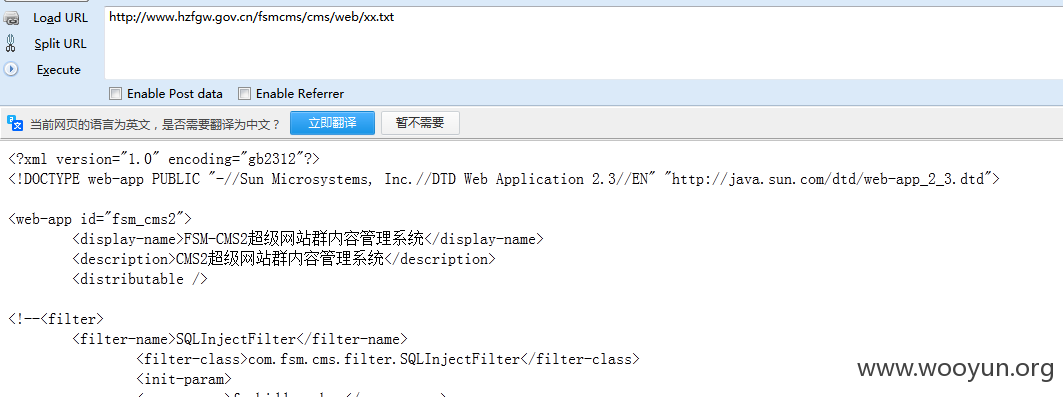 Load URL
http://www.hzfgw.gov.cn/fsmcms/cms/web/xx.txt
Split URL
Execute
Enable Post data
Enable Referrer
当前网页的语言为英文，是否需要翻译为中文？ 立即翻译 暂不需要
<?xml version="1.0" encoding="gb2312"?>
<!DOCTYPE web-app PUBLIC "-//Sun Microsystems, Inc.//DTD Web Application 2.3//EN" "http://java.sun.com/dtd/web-app_2_3.dtd">
<web-app id="fsm_cms2">
<display-name>FSM-CMS2超级网站群内容管理系统</display-name>
<description>CMS2超级网站群内容管理系统</description>
<distributable />
<!--<filter>
<filter-name>SQLInjectFilter</filter-name>
<filter-class>com.fsm.cms.filter.SQLInjectFilter</filter-class>
<init-param>
www.wooyun.org